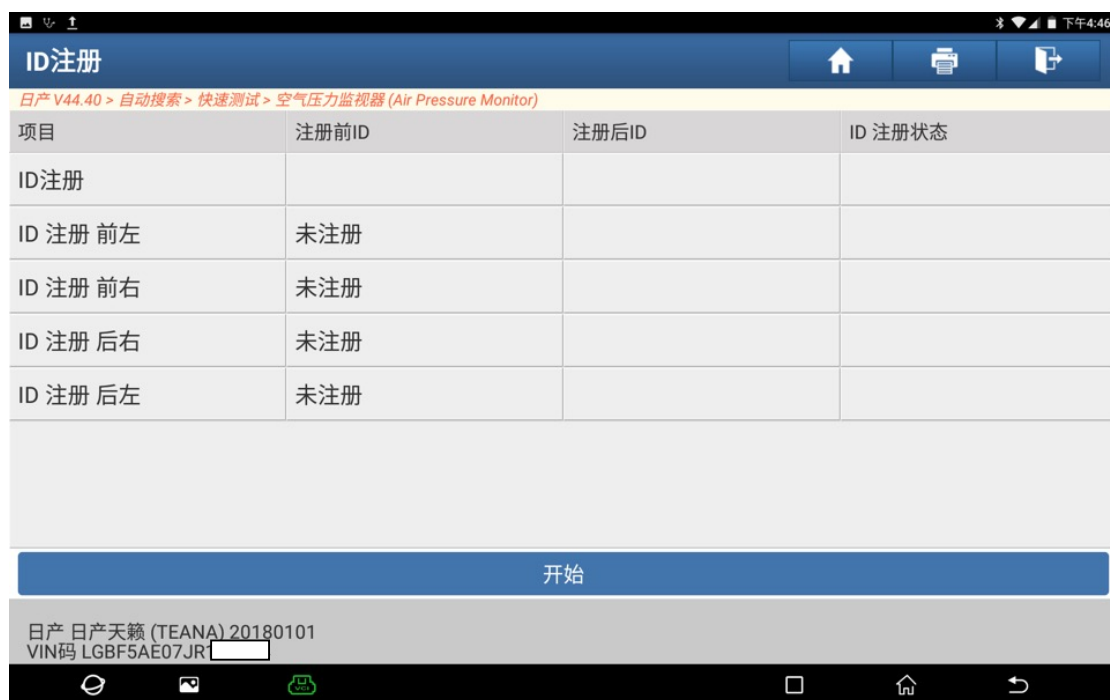 下午4:46
ID注册
日产 V44.40 > 自动搜索 > 快速测试 > 空气压力监视器 (Air Pressure Monitor)
项目 注册前ID 注册后ID ID 注册状态
ID注册
ID 注册 前左 未注册
ID 注册 前右 未注册
ID 注册 后右 未注册
ID 注册 后左 未注册
开始
日产 日产天籁 (TEANA) 20180101
VIN码 LGBF5AE07JR
VCI